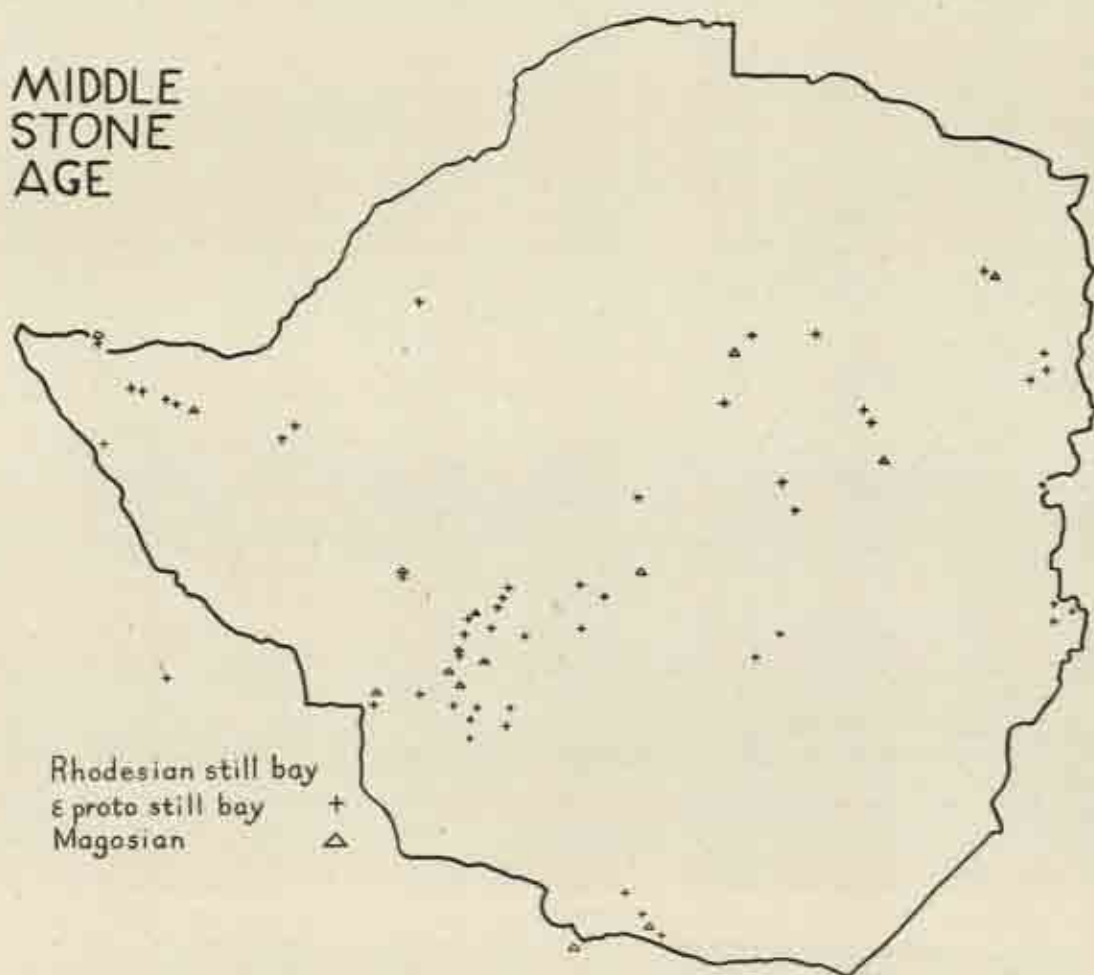 MIDDLE
STONE
AGE
Rhodesian still bay
& proto still bay +
Magosian △